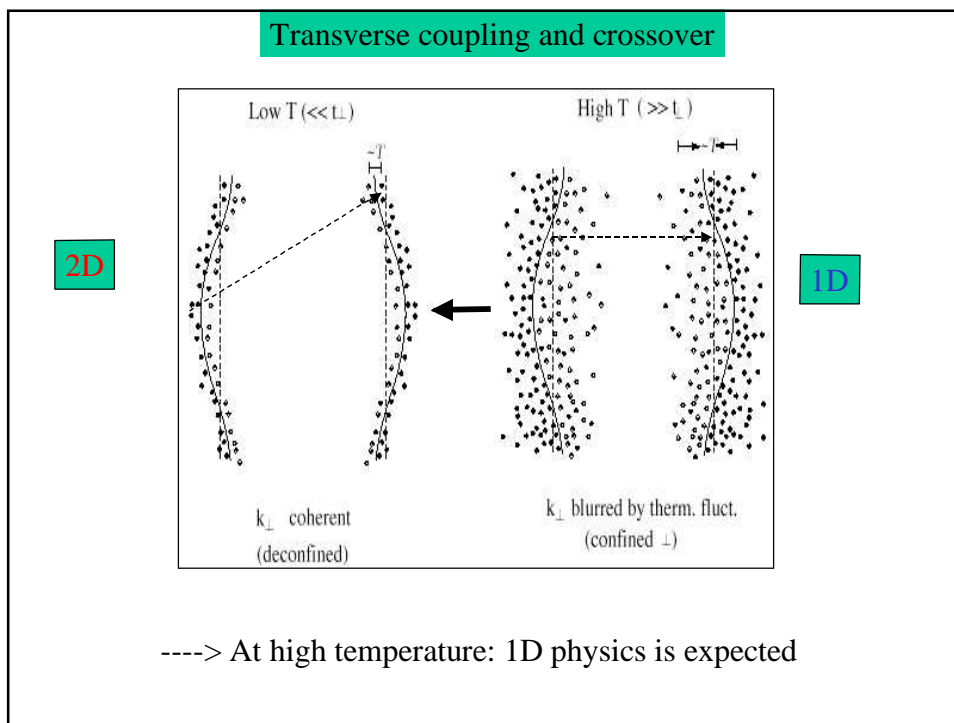 Transverse coupling and crossover
Low T (<< t⊥)
High T ( >> t⊥)
~T
~T
2D
1D
k⊥ coherent
(deconfined)
k⊥ blurred by therm. fluct.
(confined ⊥)
----> At high temperature: 1D physics is expected